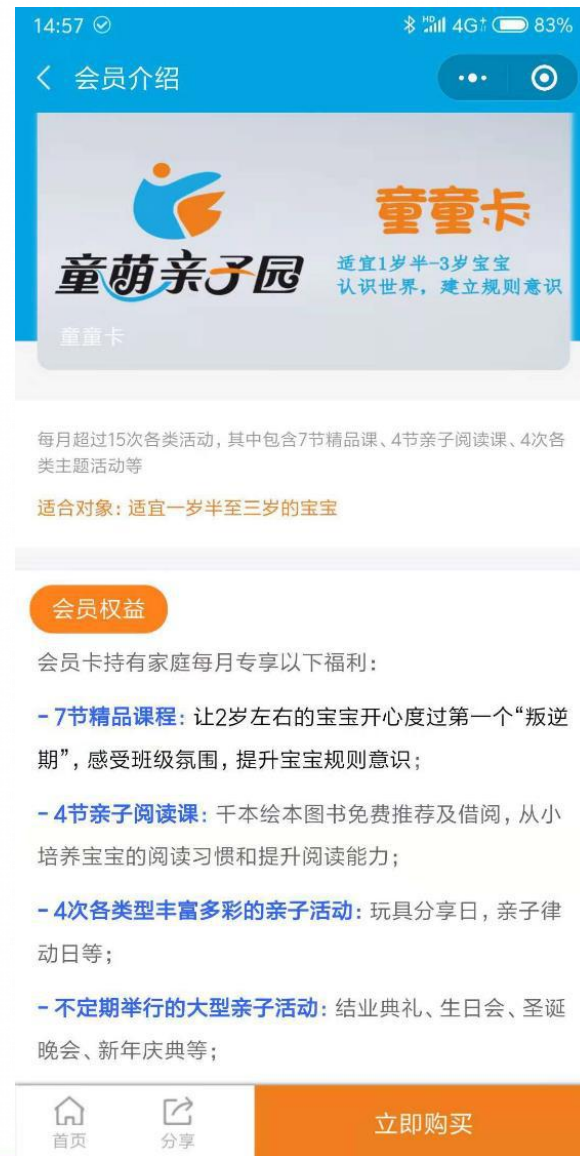 14:57
4G 83%
会员介绍
童童卡
童萌亲子园
适宜1岁半-3岁宝宝
认识世界，建立规则意识
童童卡
每月超过15次各类活动，其中包含7节精品课、4节亲子阅读课、4次各
类主题活动等
适合对象：适宜一岁半至三岁的宝宝
会员权益
会员卡持有家庭每月专享以下福利：
- 7节精品课程：让2岁左右的宝宝开心度过第一个“叛逆
期”，感受班级氛围，提升宝宝规则意识；
- 4节亲子阅读课：千本绘本图书免费推荐及借阅，从小
培养宝宝的阅读习惯和提升阅读能力；
- 4次各类型丰富多彩的亲子活动：玩具分享日，亲子律
动日等；
- 不定期举行的大型亲子活动：结业典礼、生日会、圣诞
晚会、新年庆典等；
首页
分享
立即购买